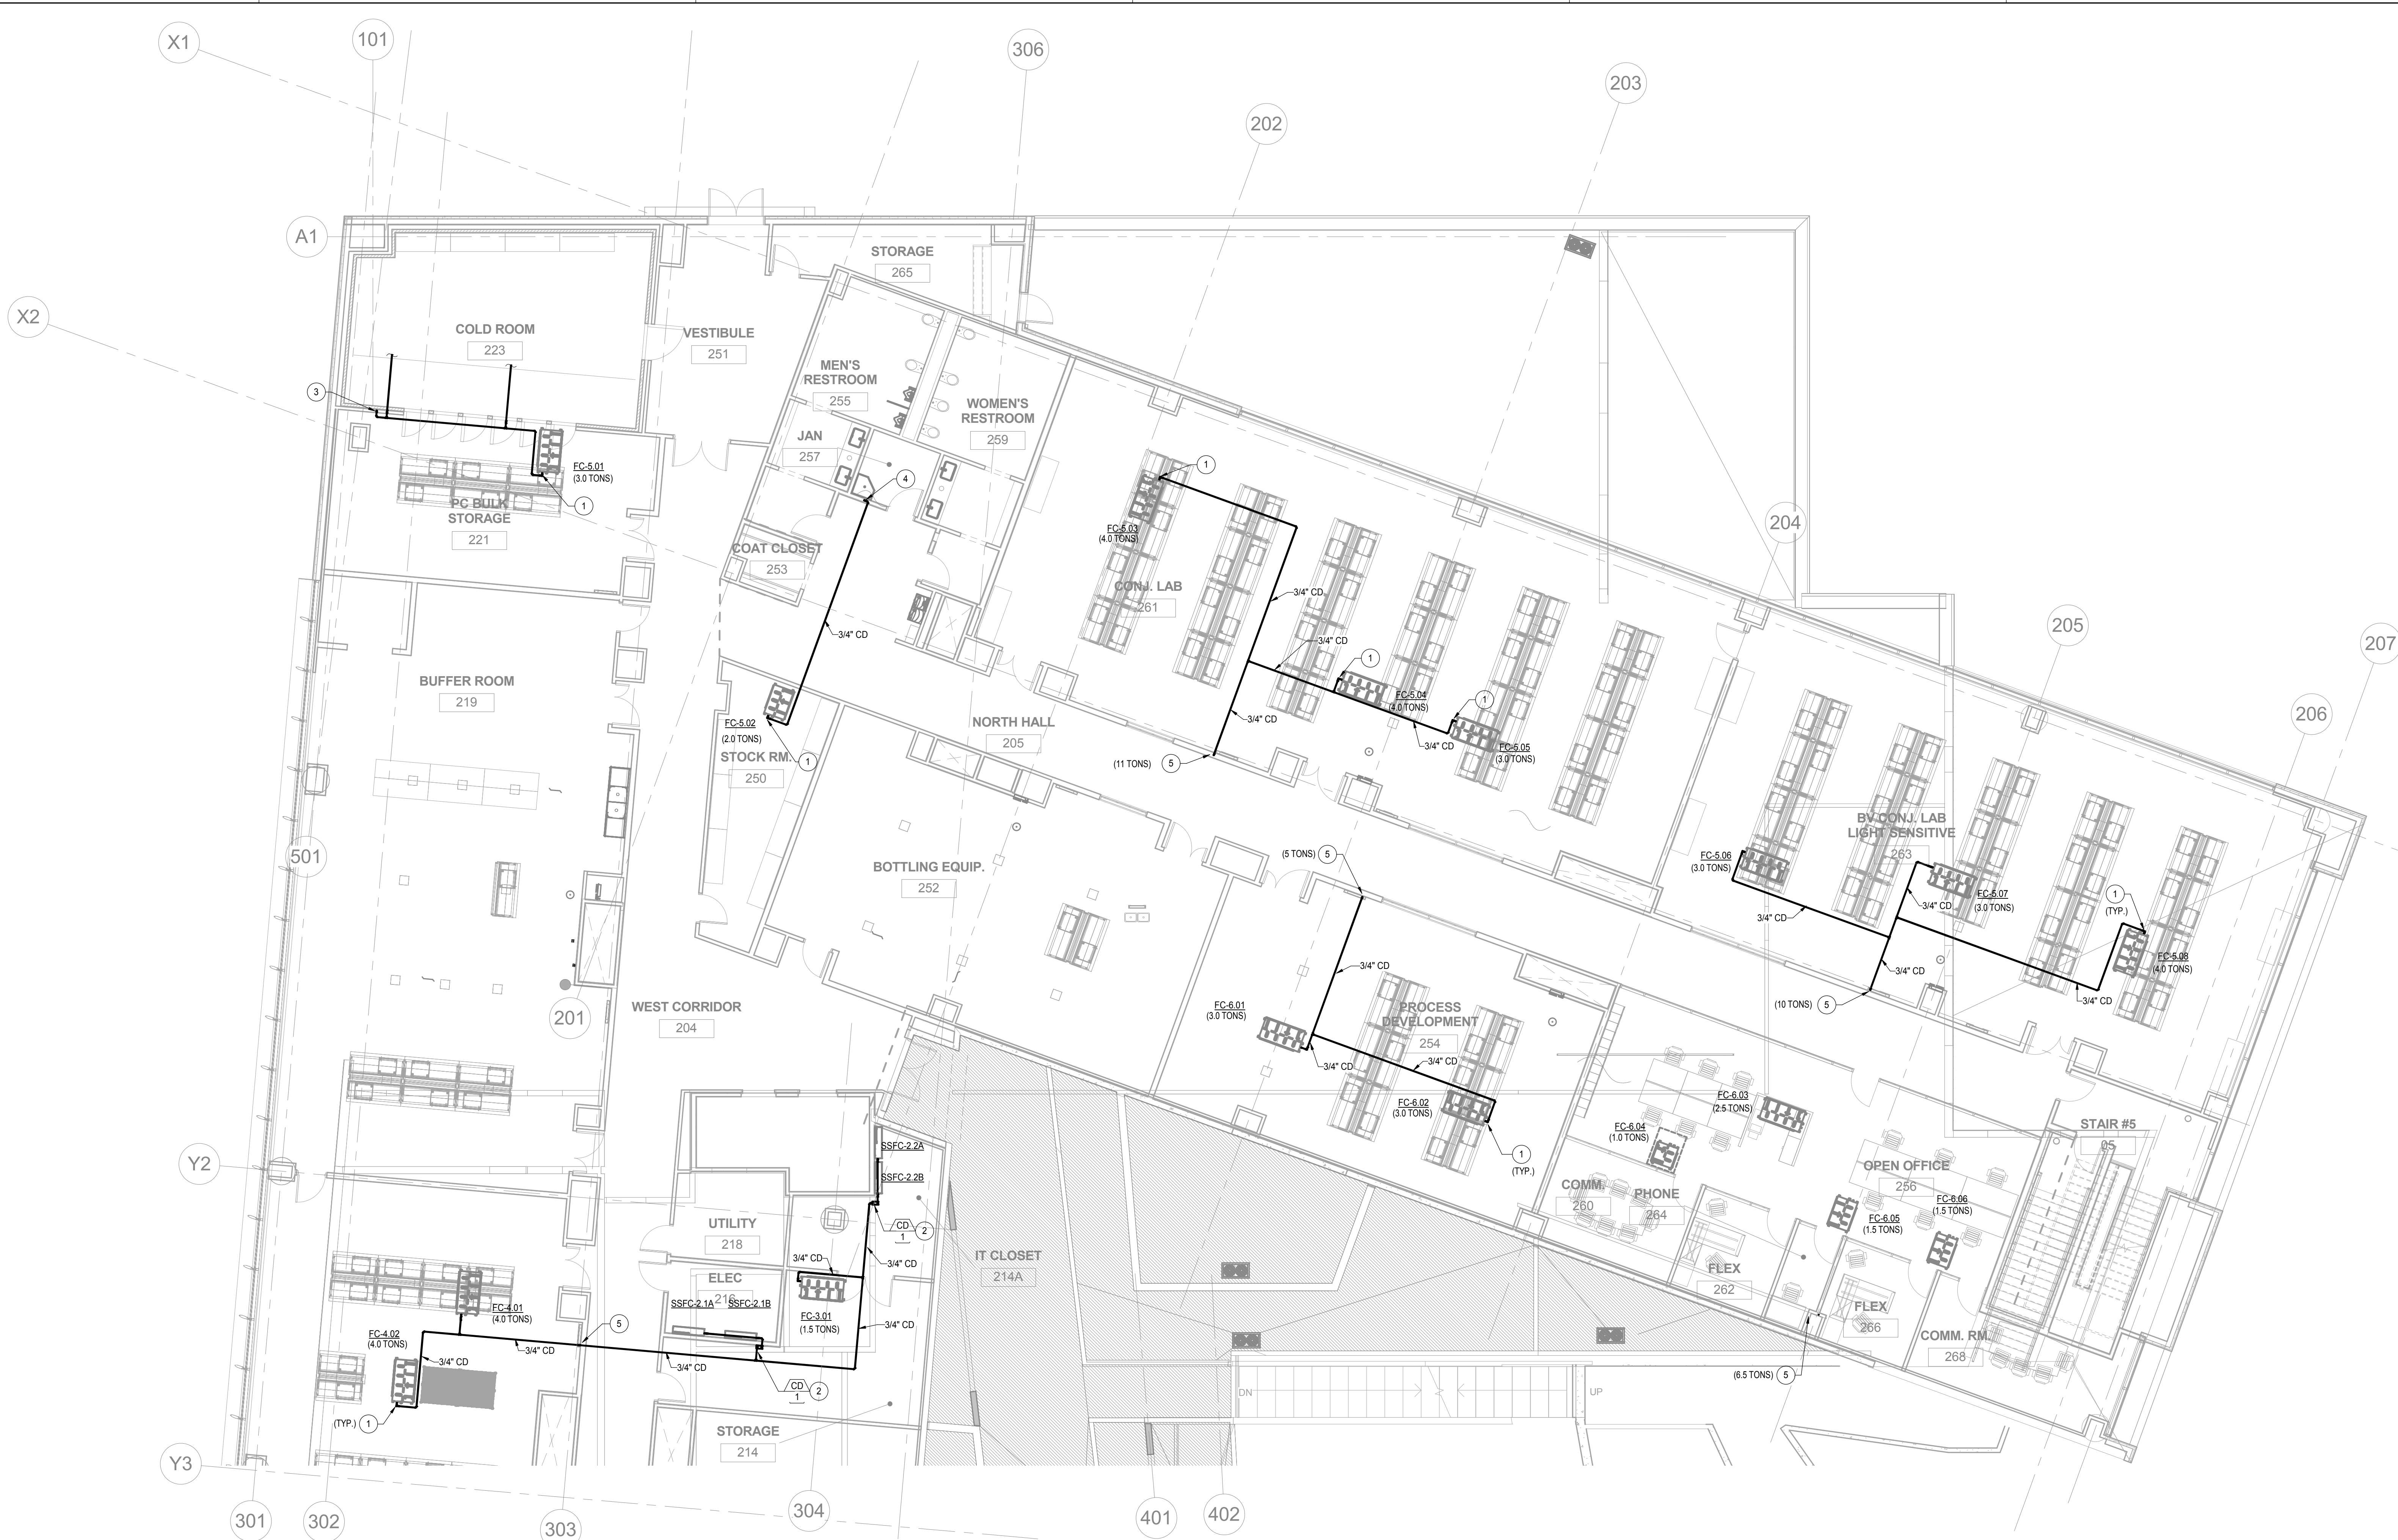 X1
101
306
203
202
A1
STORAGE
265
X2
COLD ROOM
223
VESTIBULE
251
MEN'S
RESTROOM
255
WOMEN'S
RESTROOM
259
JAN
257
3
FC-5.01
(3.0 TONS)
1
4
1
PC BULK
STORAGE
221
FC-5.03
(4.0 TONS)
204
COAT CLOSET
253
CONJ. LAB
261
3/4" CD
3/4" CD
3/4" CD
205
207
1
FC-5.04
(4.0 TONS)
1
BUFFER ROOM
219
FC-5.02
(2.0 TONS)
1
STOCK RM.
250
NORTH HALL
205
3/4" CD
3/4" CD
FC-5.05
(3.0 TONS)
206
(11 TONS)
5
501
BOTTLING EQUIP.
252
(5 TONS)
5
BV CONJ. LAB
LIGHT SENSITIVE
263
FC-5.06
(3.0 TONS)
FC-5.07
(3.0 TONS)
1
(TYP.)
3/4" CD
3/4" CD
3/4" CD
FC-5.08
(4.0 TONS)
3/4" CD
3/4" CD
(10 TONS)
5
201
WEST CORRIDOR
204
FC-6.01
(3.0 TONS)
PROCESS
DEVELOPMENT
254
3/4" CD
3/4" CD
FC-6.02
(3.0 TONS)
1
(TYP.)
FC-6.03
(2.5 TONS)
FC-6.04
(1.0 TONS)
STAIR #5
05
Y2
SSFC-2.2A
SSFC-2.2B
OPEN OFFICE
256
COMM.
260
PHONE
264
FC-6.05
(1.5 TONS)
FC-6.06
(1.5 TONS)
UTILITY
218
CD
1
2
3/4" CD
3/4" CD
IT CLOSET
214A
ELEC
216
SSFC-2.1A
SSFC-2.1B
FC-3.01
(1.5 TONS)
3/4" CD
FLEX
262
FLEX
266
COMM. RM.
268
FC-4.01
(4.0 TONS)
FC-4.02
(4.0 TONS)
5
3/4" CD
3/4" CD
3/4" CD
CD
1
2
(6.5 TONS)
5
DN
UP
(TYP.)
1
STORAGE
214
Y3
301
302
303
304
401
402